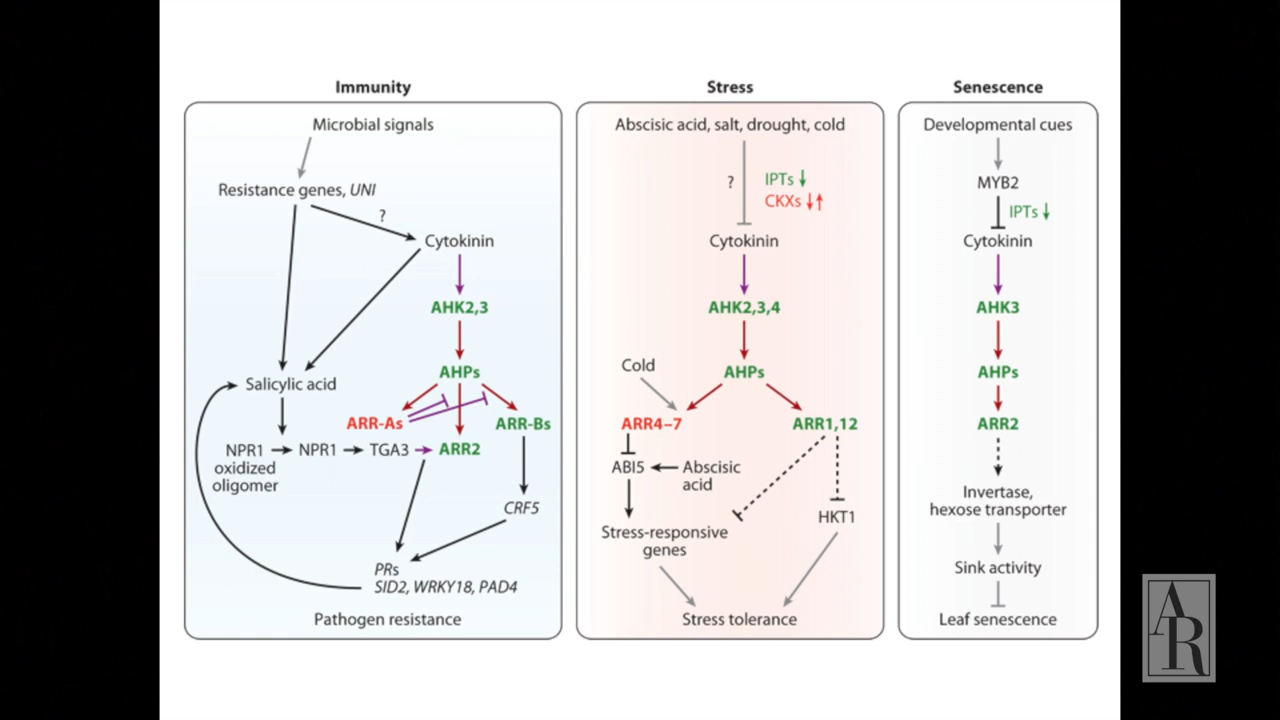 Immunity
Microbial signals
Resistance genes, UNI
?
Cytokinin
AHK2,3
AHPs
Salicylic acid
ARR-As
ARR-Bs
NPR1
oxidized
oligomer
NPR1
TGA3
ARR2
CRF5
PRs
SID2, WRKY18, PAD4
Pathogen resistance
Stress
Abscisic acid, salt, drought, cold
?
IPTs
CKXs
Cytokinin
AHK2,3,4
Cold
AHPs
ARR4–7
ARR1,12
ABI5
Abscisic
acid
HKT1
Stress-responsive
genes
Stress tolerance
Senescence
Developmental cues
MYB2
IPTs
Cytokinin
AHK3
AHPs
ARR2
Invertase,
hexose transporter
Sink activity
Leaf senescence
AR